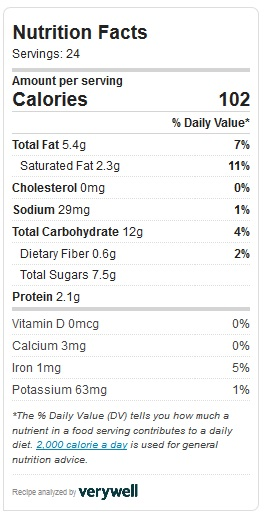 Nutrition Facts
Servings: 24
Amount per serving
Calories 102
% Daily Value*
Total Fat 5.4g 7%
Saturated Fat 2.3g 11%
Cholesterol 0mg 0%
Sodium 29mg 1%
Total Carbohydrate 12g 4%
Dietary Fiber 0.6g 2%
Total Sugars 7.5g
Protein 2.1g
Vitamin D 0mcg 0%
Calcium 3mg 0%
Iron 1mg 5%
Potassium 63mg 1%
*The % Daily Value (DV) tells you how much a
nutrient in a food serving contributes to a daily
diet. 2,000 calorie a day is used for general
nutrition advice.
Recipe analyzed by verywell